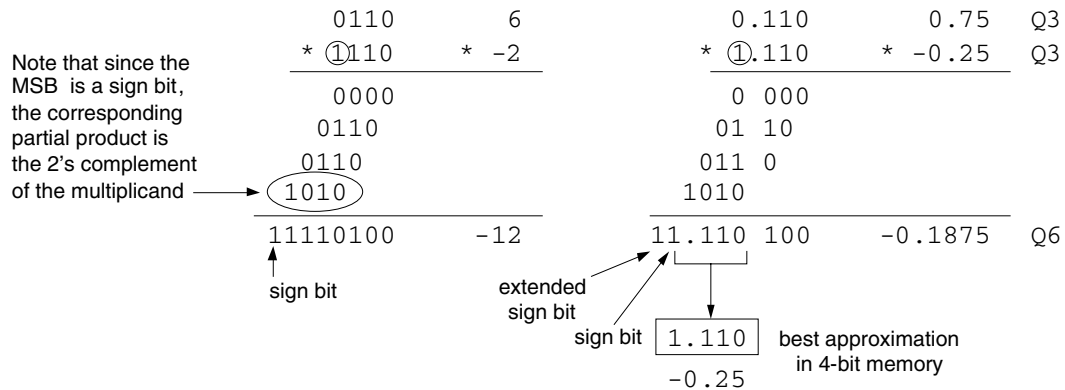 0110 6 0.110 0.75 Q3
* 1110 * -2 * 1.110 * -0.25 Q3
Note that since the
MSB is a sign bit,
the corresponding
partial product is
the 2's complement
of the multiplicand
0000 0 000
0110 01 10
0110 011 0
1010 1010
11110100 -12 11.110 100 -0.1875 Q6
sign bit
extended
sign bit
sign bit
1.110
best approximation
in 4-bit memory
-0.25